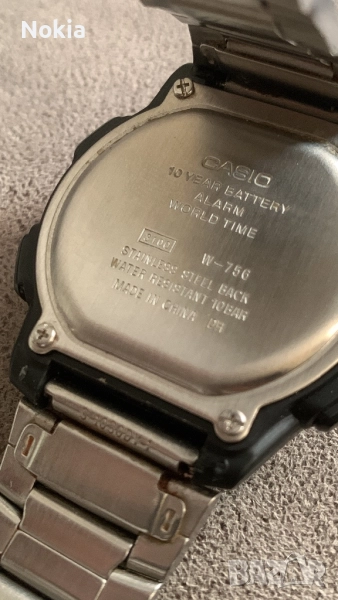 Nokia
CASIO
10 YEAR BATTERY
ALARM
WORLD TIME
W-756
STAINLESS STEEL BACK
WATER RESISTANT 10BAR
MADE IN CHINA